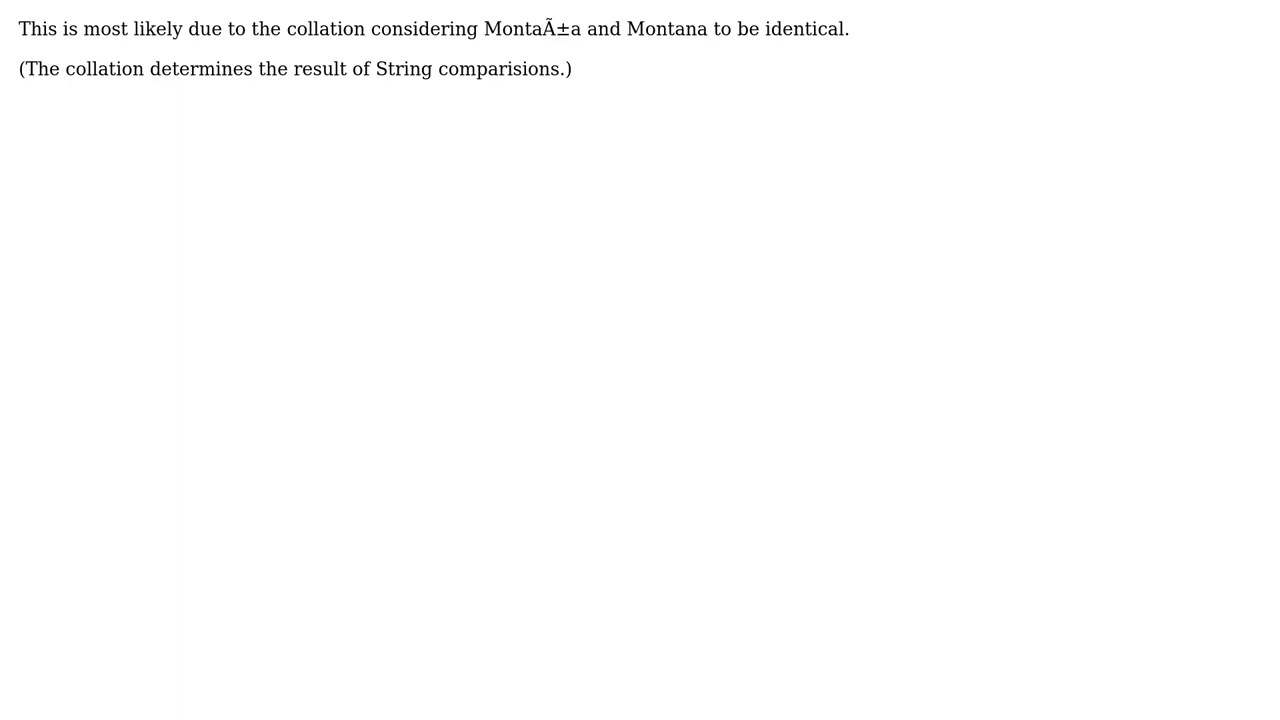 This is most likely due to the collation considering MontaÃ±a and Montana to be identical.
(The collation determines the result of String comparisions.)